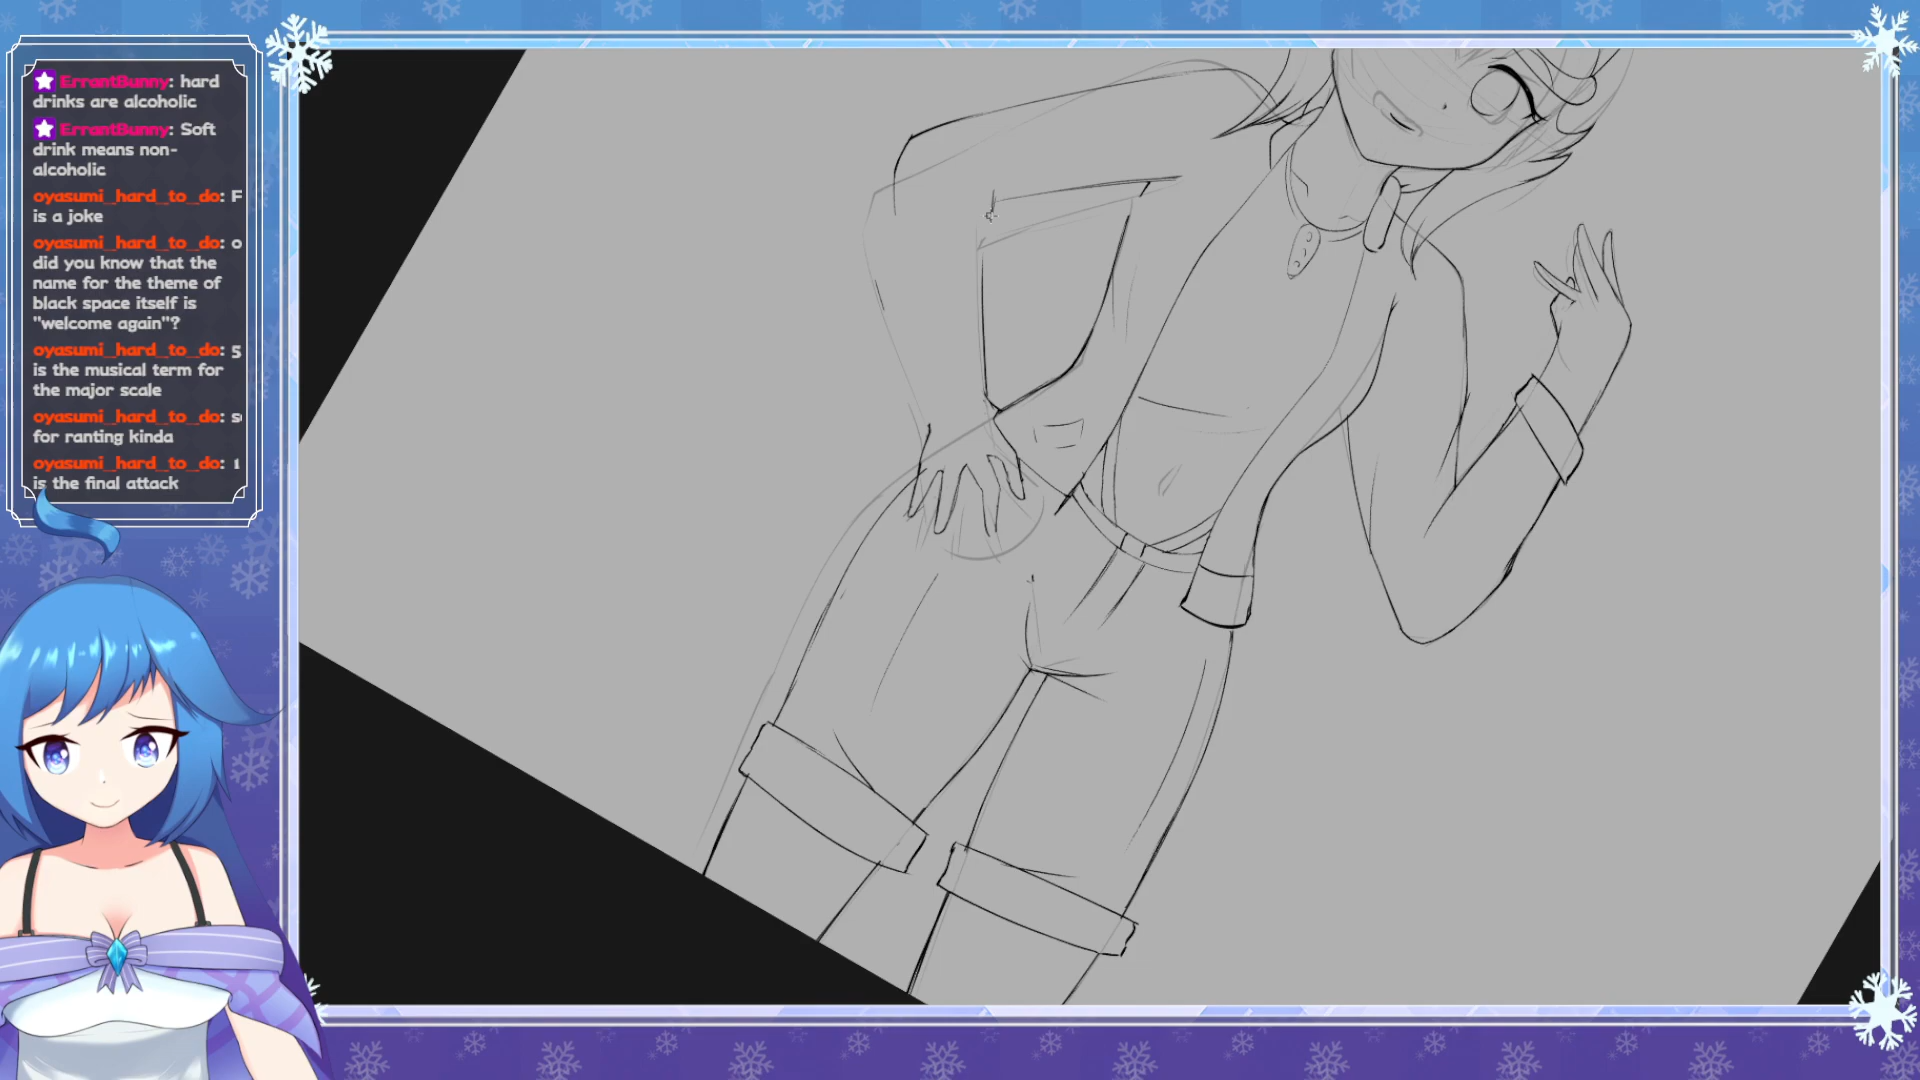 ErrantBunny: hard
drinks are alcoholic
ErrantBunny: Soft
drink means non-
alcoholic
oyasumi_hard_to_do: F
is a joke
oyasumi_hard_to_do: o
did you know that the
name for the theme of
black space itself is
"welcome again"?
oyasumi_hard_to_do: 5
is the musical term for
the major scale
oyasumi_hard_to_do: s
for ranting kinda
oyasumi_hard_to_do: 1
is the final attack